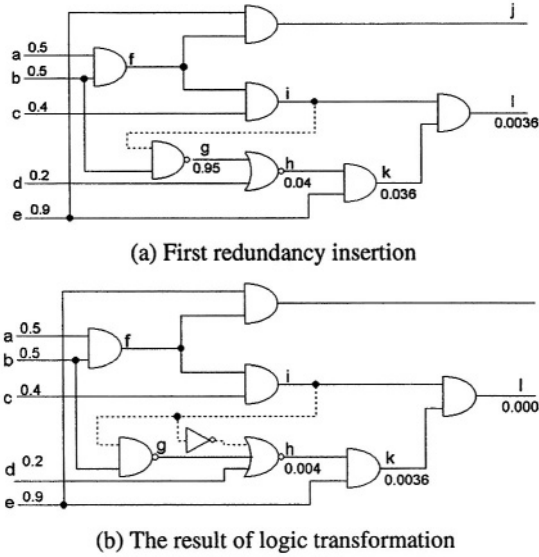 j
a 0.5
f
b 0.5
i
c 0.4
l
0.0036
g
0.95
h
0.04
k
0.036
d 0.2
e 0.9
(a) First redundancy insertion
a 0.5
f
b 0.5
i
c 0.4
l
0.000
g
h
0.004
k
0.0036
d 0.2
e 0.9
(b) The result of logic transformation